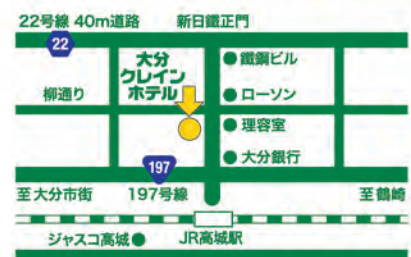 22号線 40m道路
新日鐵正門
22
大分
クレイン
ホテル
鐵鋼ビル
柳通り
ローソン
理容室
大分銀行
197
至大分市街
197号線
至鶴崎
ジャスコ高城
JR高城駅